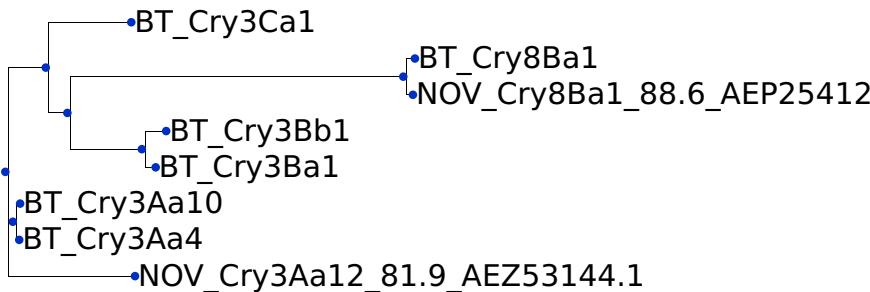 BT_Cry3Ca1
BT_Cry8Ba1
NOV_Cry8Ba1_88.6_AEP25412
BT_Cry3Bb1
BT_Cry3Ba1
BT_Cry3Aa10
BT_Cry3Aa4
NOV_Cry3Aa12_81.9_AEZ53144.1